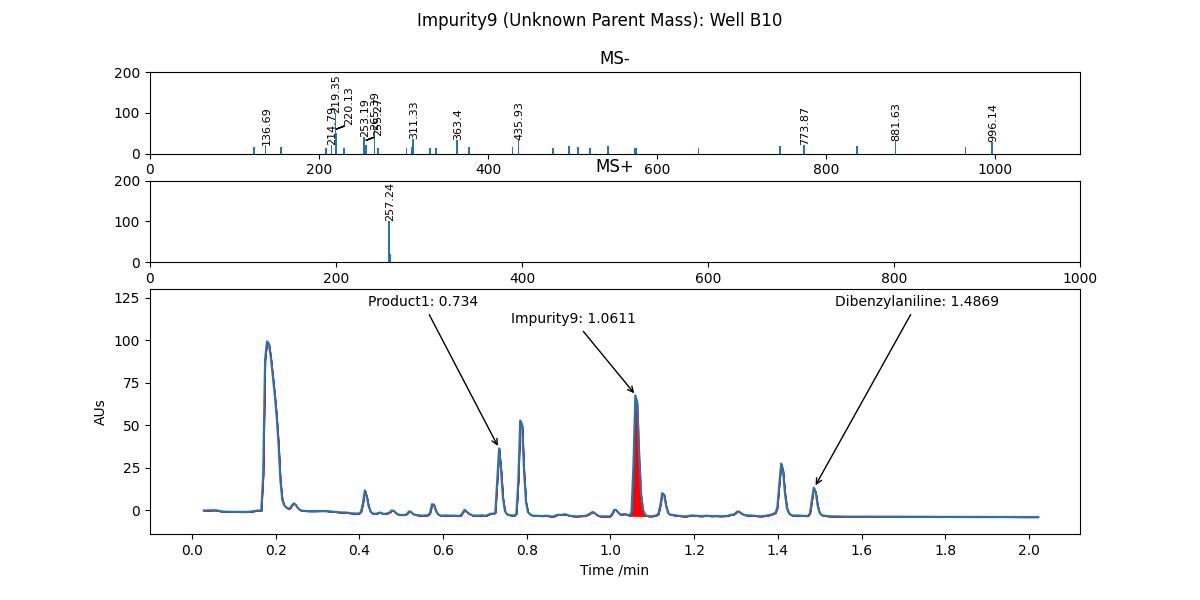 Impurity9 (Unknown Parent Mass): Well B10
MS-
200
100
0
136.69
214.79
219.35
220.13
253.19
255.27
311.33
363.4
435.93
773.87
881.63
996.14
0 200 400 600 800 1000
MS+
200
100
0
257.24
0 200 400 600 800 1000
Product1: 0.734
Impurity9: 1.0611
Dibenzylaniline: 1.4869
AUs
125
100
75
50
25
0
0.0 0.2 0.4 0.6 0.8 1.0 1.2 1.4 1.6 1.8 2.0
Time /min